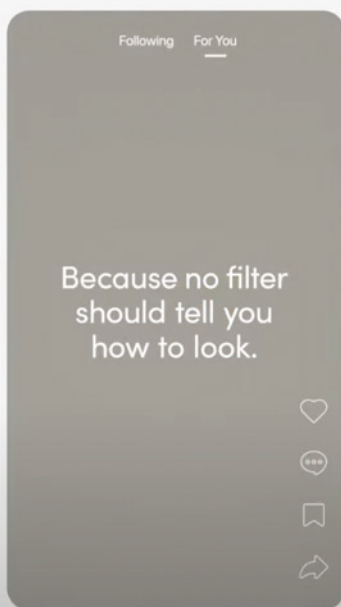 Following For You
Because no filter
should tell you
how to look.